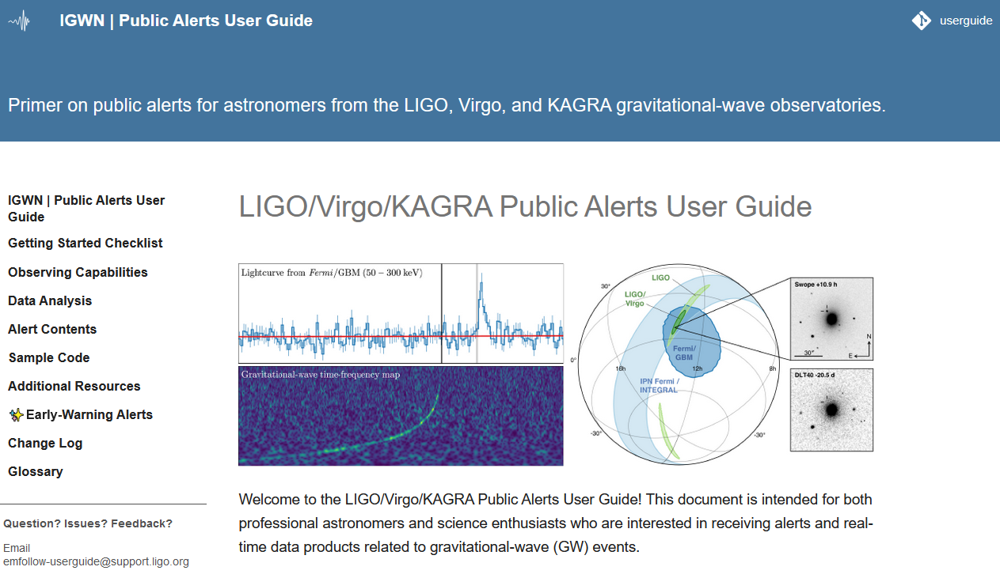 IGWN | Public Alerts User Guide
userguide
Primer on public alerts for astronomers from the LIGO, Virgo, and KAGRA gravitational-wave observatories.
IGWN | Public Alerts User
Guide
Getting Started Checklist
Observing Capabilities
Data Analysis
Alert Contents
Sample Code
Additional Resources
✨Early-Warning Alerts
Change Log
Glossary
Question? Issues? Feedback?
Email
emfollow-userguide@support.ligo.org
LIGO/Virgo/KAGRA Public Alerts User Guide
Lightcurve from Fermi/GBM (50 – 300 keV)
Gravitational-wave time-frequency map
LIGO
30°
LIGO/
Virgo
Fermi/
GBM
0°
16h
12h
8h
IPN Fermi /
INTEGRAL
-30°
-30°
Swope +10.9 h
N
30"
E
DLT40 -20.5 d
Welcome to the LIGO/Virgo/KAGRA Public Alerts User Guide! This document is intended for both
professional astronomers and science enthusiasts who are interested in receiving alerts and real-
time data products related to gravitational-wave (GW) events.